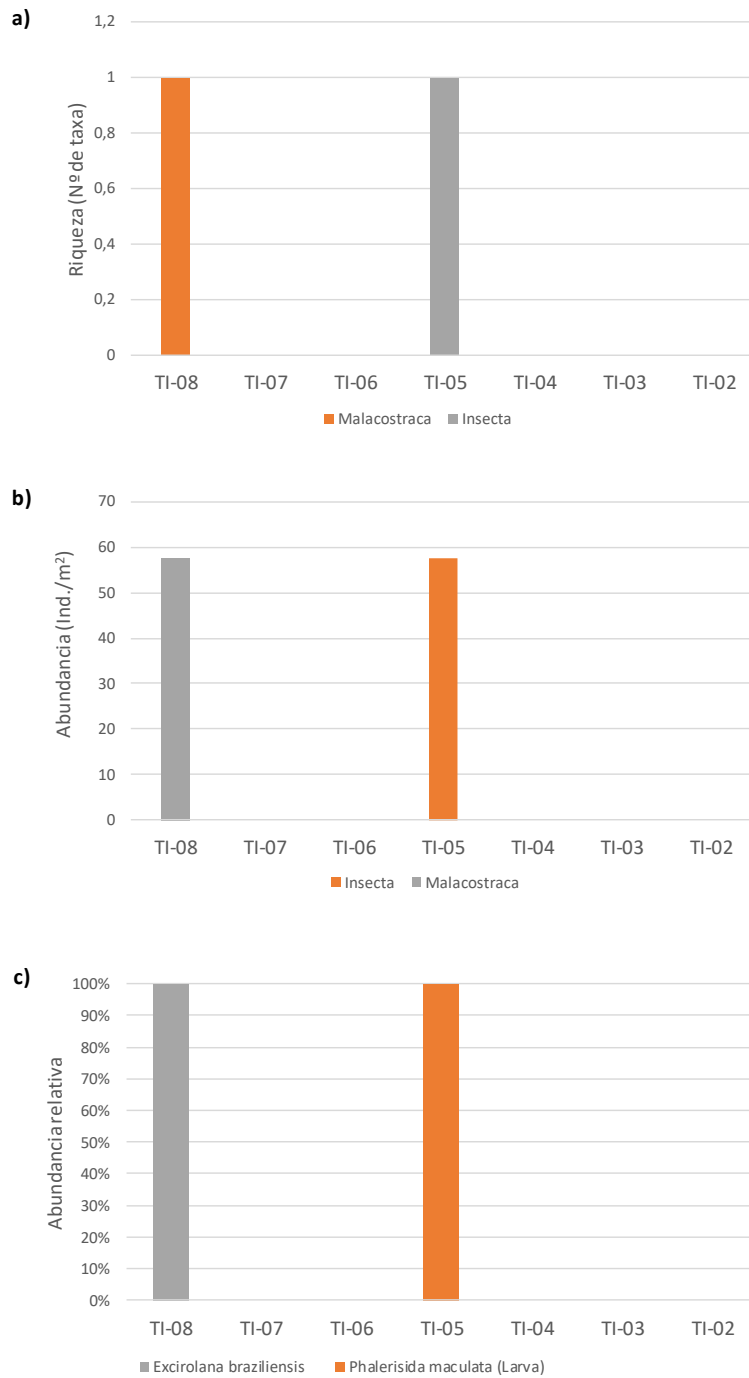 a)
1,2
1
0,8
0,6
0,4
0,2
0
Riqueza (Nº de taxa)
TI-08 TI-07 TI-06 TI-05 TI-04 TI-03 TI-02
Malacostraca Insecta
b)
70
60
50
40
30
20
10
0
Abundancia (Ind./m²)
TI-08 TI-07 TI-06 TI-05 TI-04 TI-03 TI-02
Insecta Malacostraca
c)
100%
90%
80%
70%
60%
50%
40%
30%
20%
10%
0%
Abundancia relativa
TI-08 TI-07 TI-06 TI-05 TI-04 TI-03 TI-02
Excirolana braziliensis Phalerisida maculata (Larva)